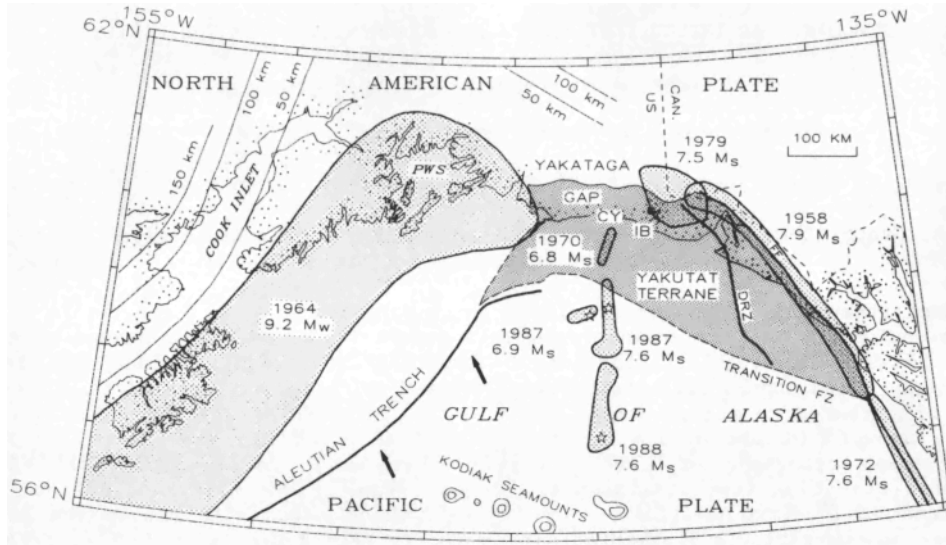 155°W
135°W
62°N
NORTH
AMERICAN
PLATE
100 km
50 km
100 km
50 km
150 km
CAN
US
1979
7.5 Ms
100 KM
COOK INLET
PWS
YAKATAGA
GAP
CY
IB
1958
7.9 Ms
1970
6.8 Ms
YAKUTAT
TERRANE
DRZ
1964
9.2 Mw
1987
6.9 Ms
1987
7.6 Ms
TRANSITION FZ
ALEUTIAN TRENCH
GULF
OF
ALASKA
1988
7.6 Ms
1972
7.6 Ms
56°N
KODIAK SEAMOUNTS
PACIFIC
PLATE